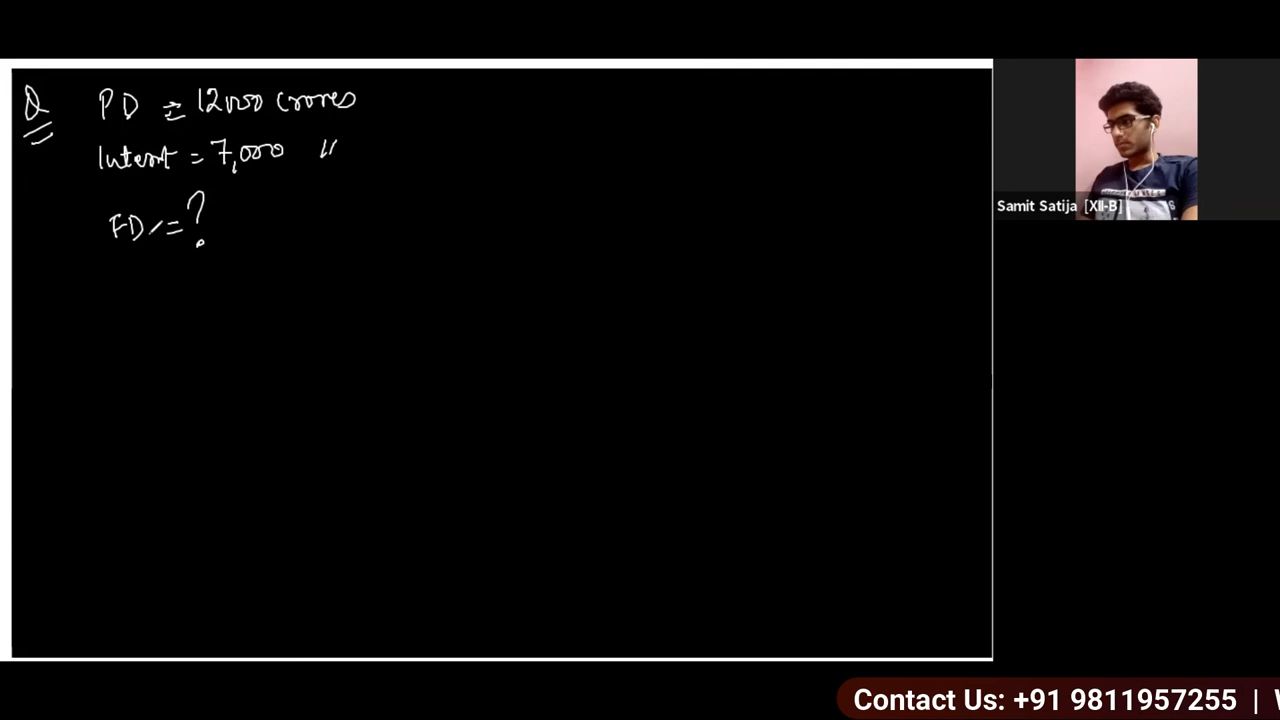 Q PD = 12000 crores
Interest = 7,000 "
FD = ?
Samit Satija [XII-B]
Contact Us: +91 9811957255 |